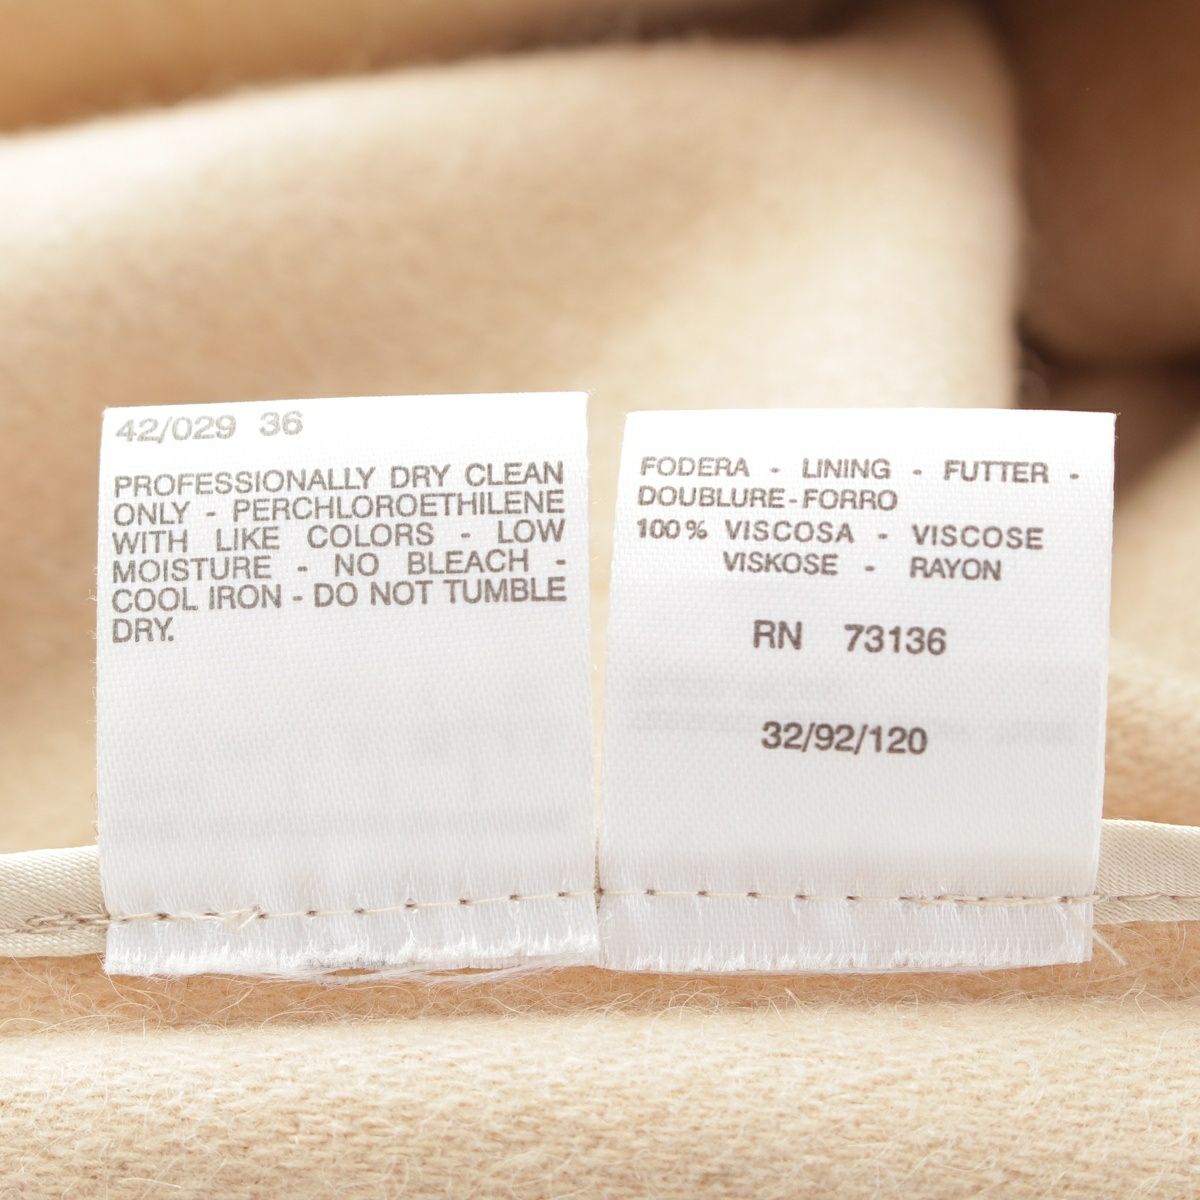 42/029 36
PROFESSIONALLY DRY CLEAN
ONLY - PERCHLOROETHILENE
WITH LIKE COLORS - LOW
MOISTURE - NO BLEACH -
COOL IRON - DO NOT TUMBLE
DRY.
FODERA - LINING - FUTTER -
DOUBLURE-FORRO
100% VISCOSA - VISCOSE
VISKOSE - RAYON
RN 73136
32/92/120